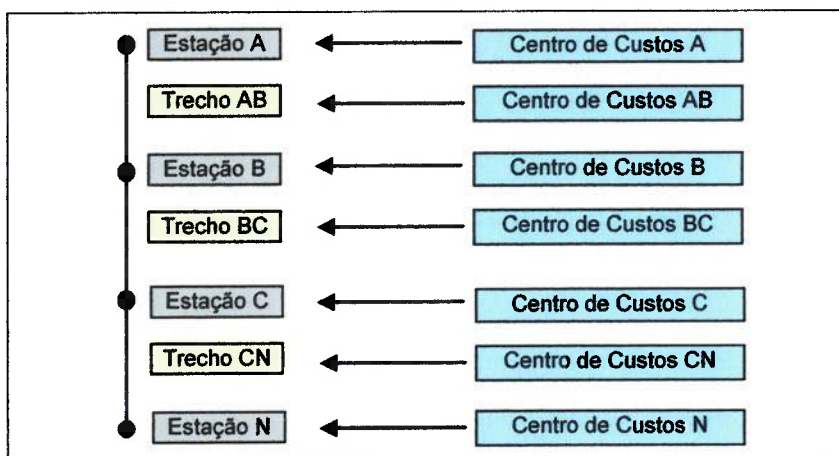 Estação A Centro de Custos A
Trecho AB Centro de Custos AB
Estação B Centro de Custos B
Trecho BC Centro de Custos BC
Estação C Centro de Custos C
Trecho CN Centro de Custos CN
Estação N Centro de Custos N